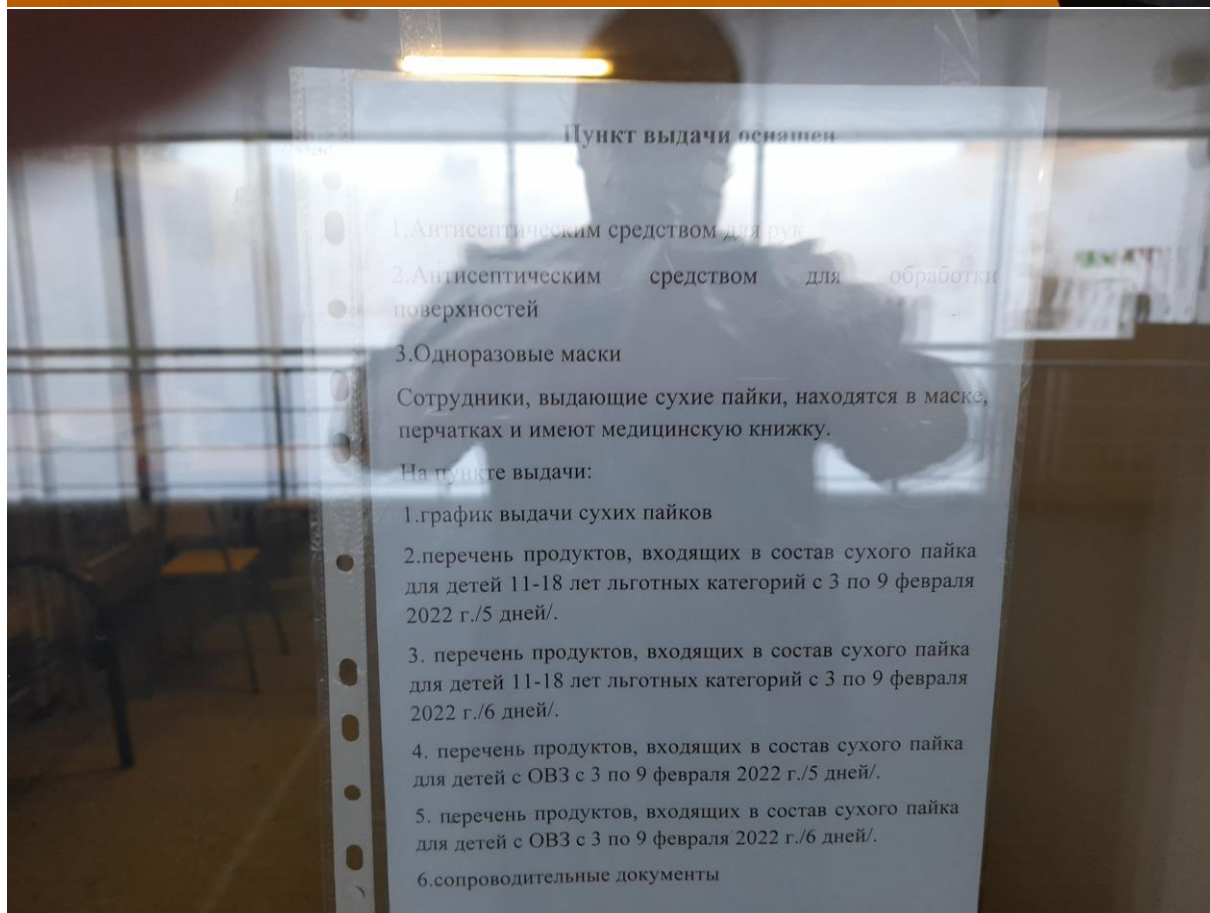 Пункт выдачи оснащен
1.Антисептическим средством для рук
2.Антисептическим средством для обработки
поверхностей
3.Одноразовые маски
Сотрудники, выдающие сухие пайки, находятся в маске,
перчатках и имеют медицинскую книжку.
На пункте выдачи:
1.график выдачи сухих пайков
2.перечень продуктов, входящих в состав сухого пайка
для детей 11-18 лет льготных категорий с 3 по 9 февраля
2022 г./5 дней/.
3. перечень продуктов, входящих в состав сухого пайка
для детей 11-18 лет льготных категорий с 3 по 9 февраля
2022 г./6 дней/.
4. перечень продуктов, входящих в состав сухого пайка
для детей с ОВЗ с 3 по 9 февраля 2022 г./5 дней/.
5. перечень продуктов, входящих в состав сухого пайка
для детей с ОВЗ с 3 по 9 февраля 2022 г./6 дней/.
6.сопроводительные документы